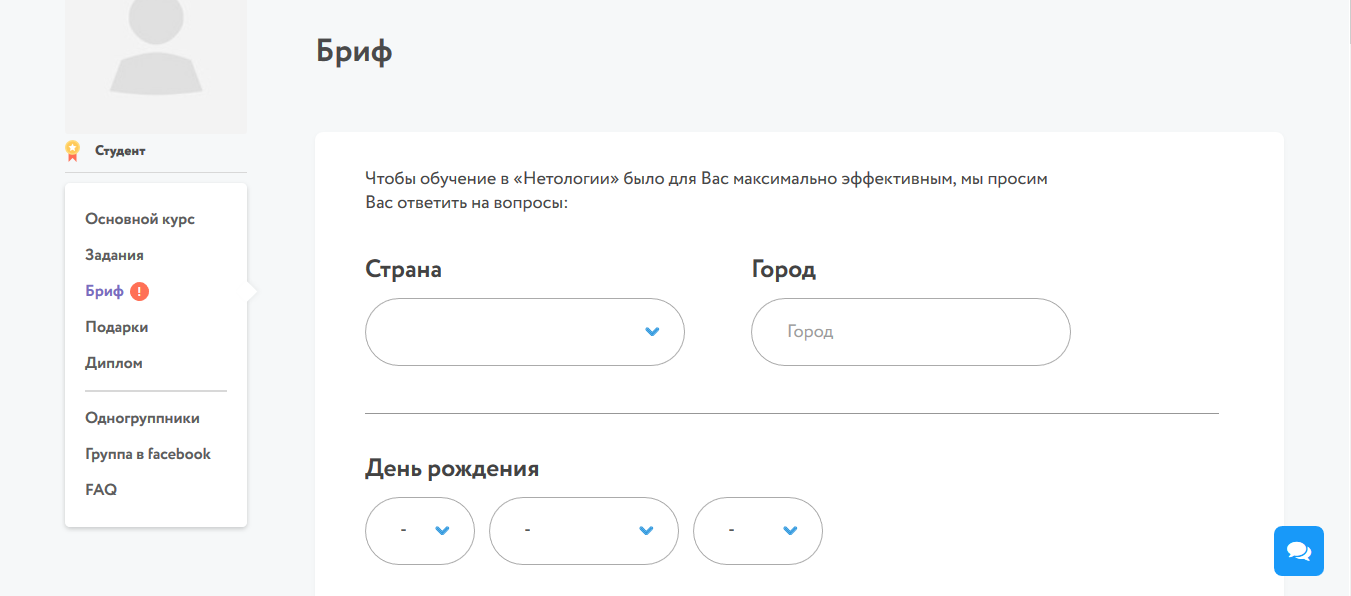 Бриф
Студент
Основной курс
Задания
Бриф !
Подарки
Диплом
Одногруппники
Группа в facebook
FAQ
Чтобы обучение в «Нетологии» было для Вас максимально эффективным, мы просим
Вас ответить на вопросы:
Страна
Город
Город
День рождения
- - -